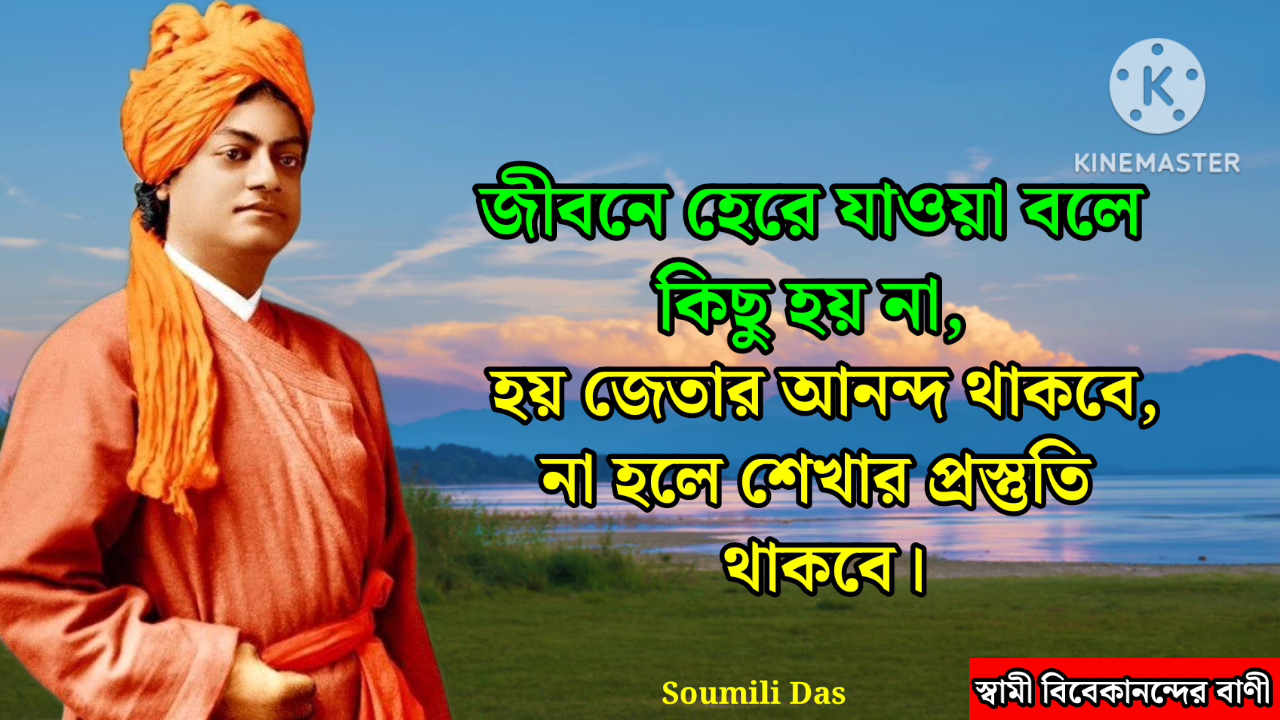 KINEMASTER
জীবনে হেরে যাওয়া বলে
কিছু হয় না,
হয় জেতার আনন্দ থাকবে,
না হলে শেখার প্রস্তুতি
থাকবে।
Soumili Das
স্বামী বিবেকানন্দের বাণী